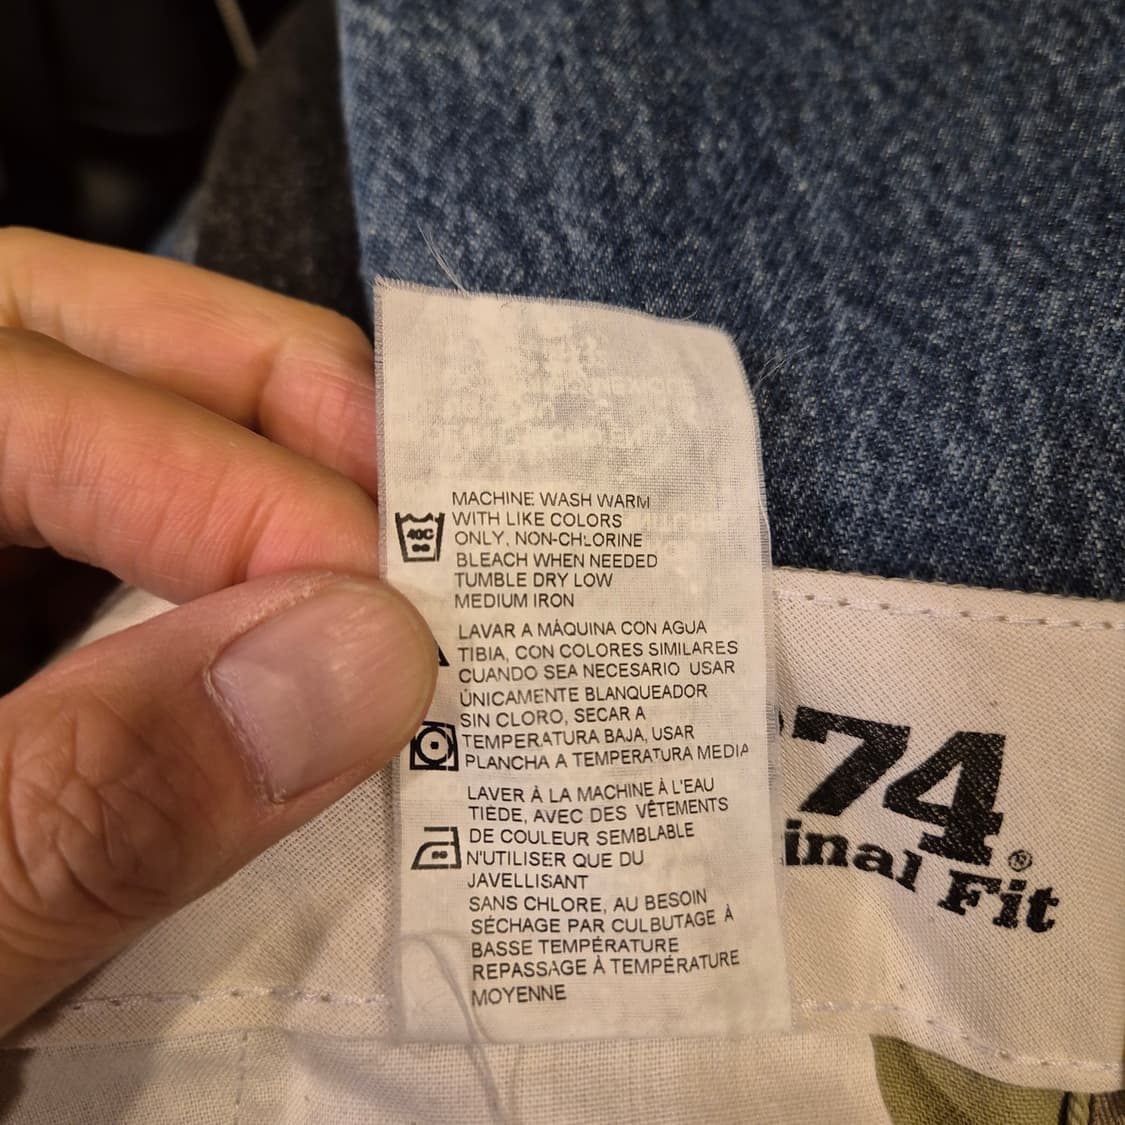 MACHINE WASH WARM
WITH LIKE COLORS
ONLY, NON-CHLORINE
BLEACH WHEN NEEDED
TUMBLE DRY LOW
MEDIUM IRON
40C
LAVAR A MÁQUINA CON AGUA
TIBIA, CON COLORES SIMILARES
CUANDO SEA NECESARIO USAR
ÚNICAMENTE BLANQUEADOR
SIN CLORO, SECAR A
TEMPERATURA BAJA, USAR
PLANCHA A TEMPERATURA MEDIA
LAVER À LA MACHINE À L'EAU
TIÈDE, AVEC DES VÊTEMENTS
DE COULEUR SEMBLABLE
N'UTILISER QUE DU
JAVELLISANT
SANS CHLORE, AU BESOIN
SÉCHAGE PAR CULBUTAGE À
BASSE TEMPÉRATURE
REPASSAGE À TEMPÉRATURE
MOYENNE
74®
inal Fit